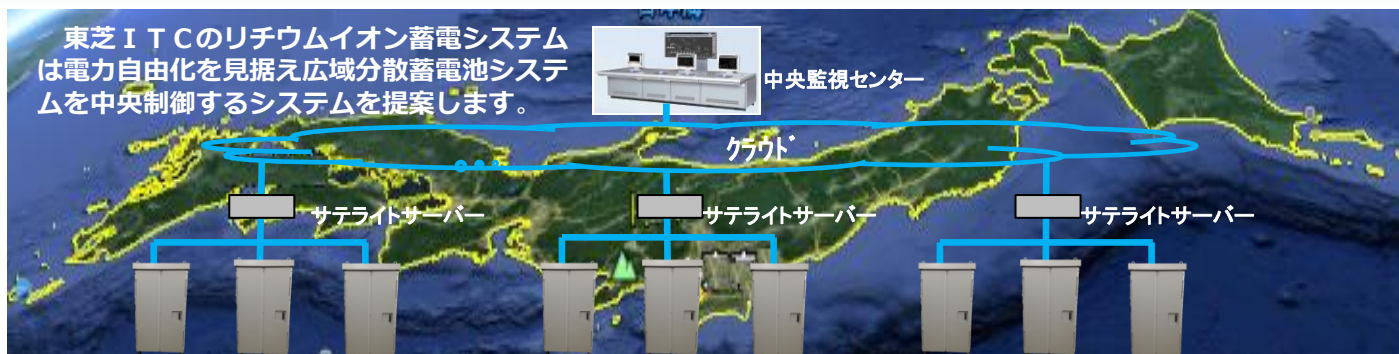 東芝ＩＴＣのリチウムイオン蓄電システム
は電力自由化を見据え広域分散蓄電池システ
ムを中央制御するシステムを提案します。
中央監視センター
クラウド
サテライトサーバー
サテライトサーバー
サテライトサーバー